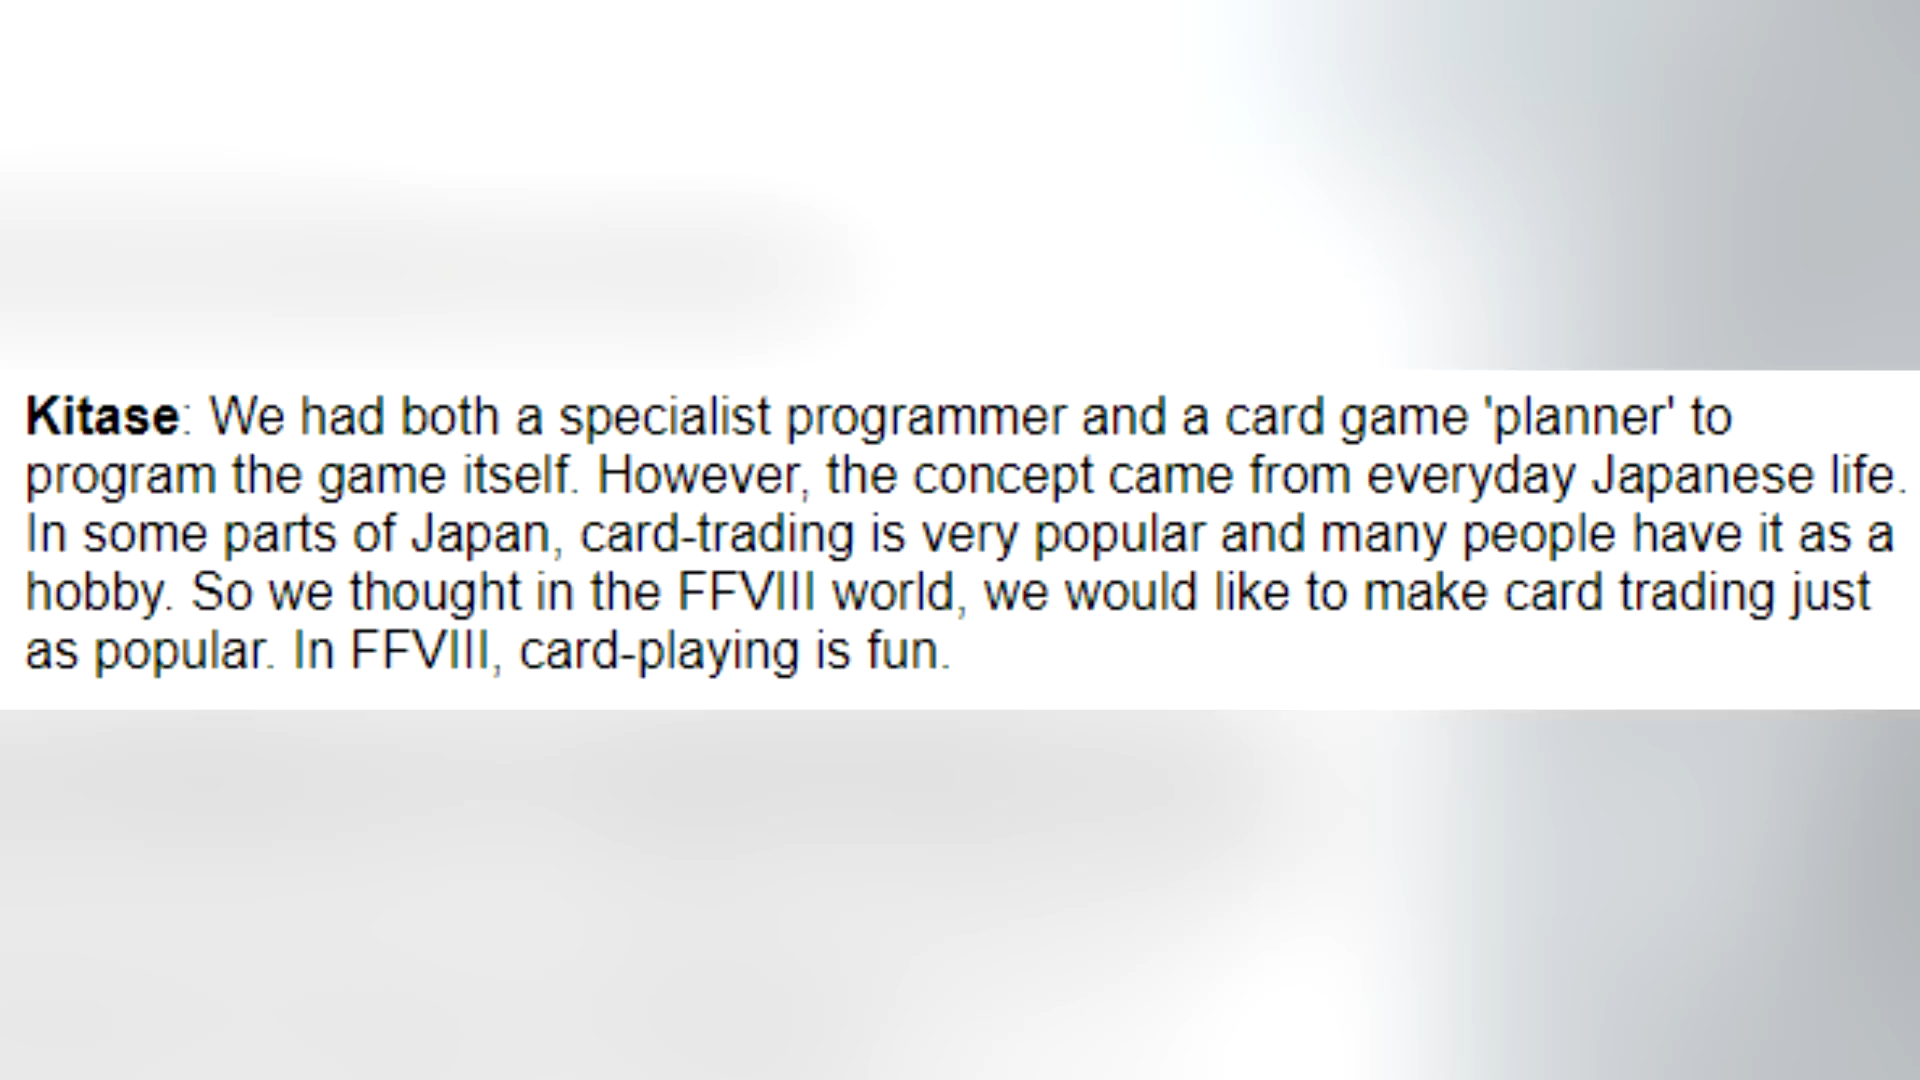 Kitase: We had both a specialist programmer and a card game 'planner' to
program the game itself. However, the concept came from everyday Japanese life.
In some parts of Japan, card-trading is very popular and many people have it as a
hobby. So we thought in the FFVIII world, we would like to make card trading just
as popular. In FFVIII, card-playing is fun.